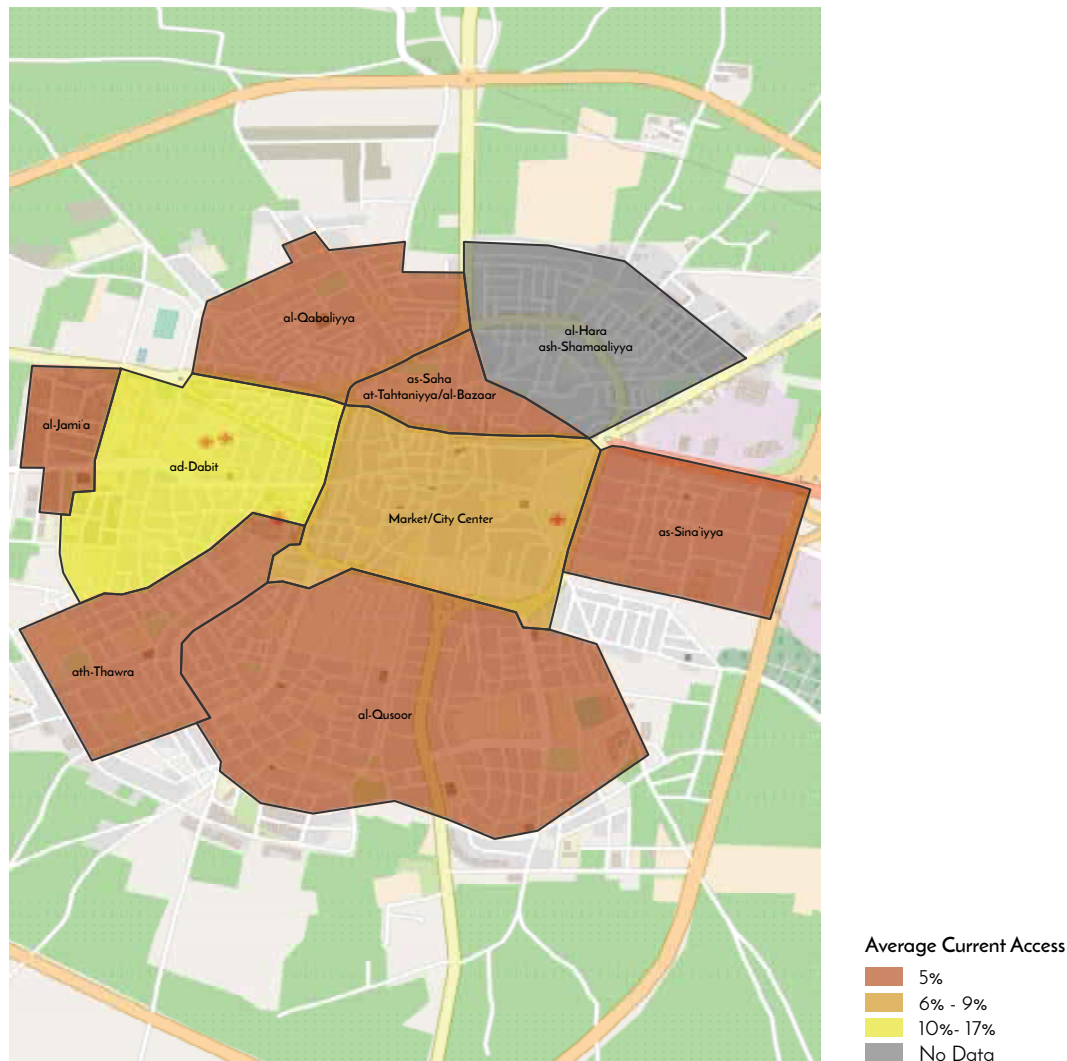 al-Qabaliyya
al-Hara
ash-Shamaaliyya
as-Saha
at-Tahtaniyya/al-Bazaar
al-Jami'a
ad-Dabit
Market/City Center
as-Sina'iyya
ath-Thawra
al-Qusoor
Average Current Access
5%
6% - 9%
10%- 17%
No Data